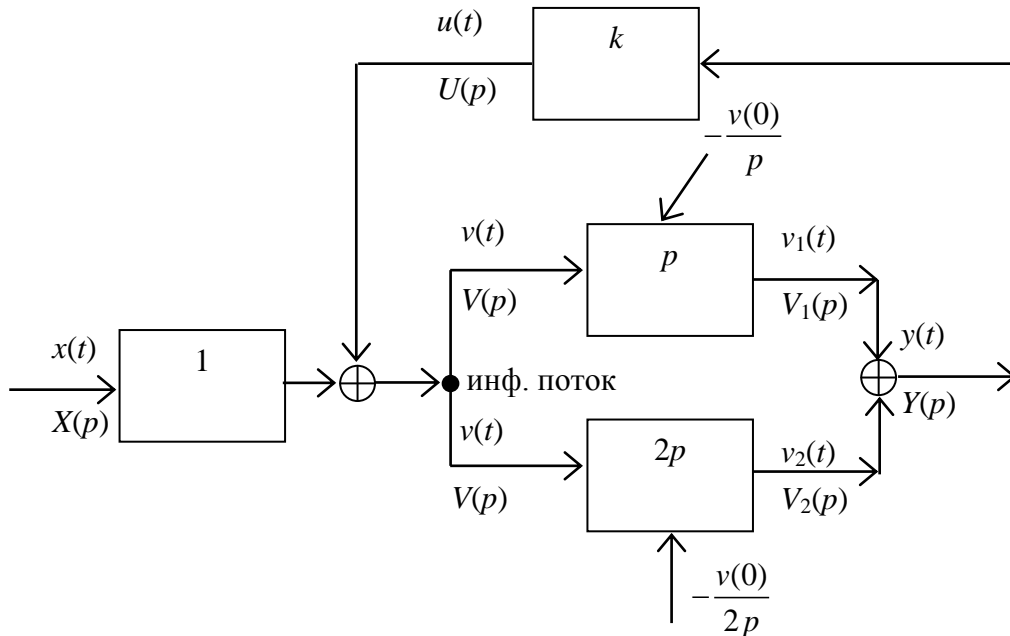 u(t)
k
U(p)
-v(0)/p
v(t)
p
v₁(t)
V(p)
V₁(p)
x(t)
1
y(t)
инф. поток
X(p)
Y(p)
v(t)
2p
v₂(t)
V(p)
V₂(p)
-v(0)/2p